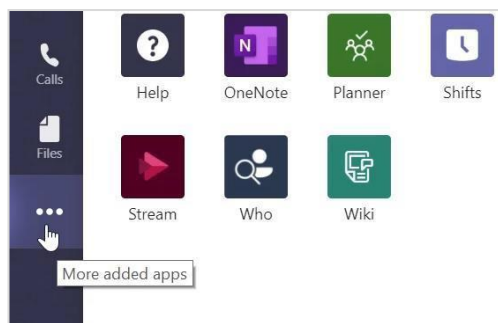 Calls
Files
More added apps
?
Help
N
OneNote
Planner
Shifts
Stream
Who
Wiki